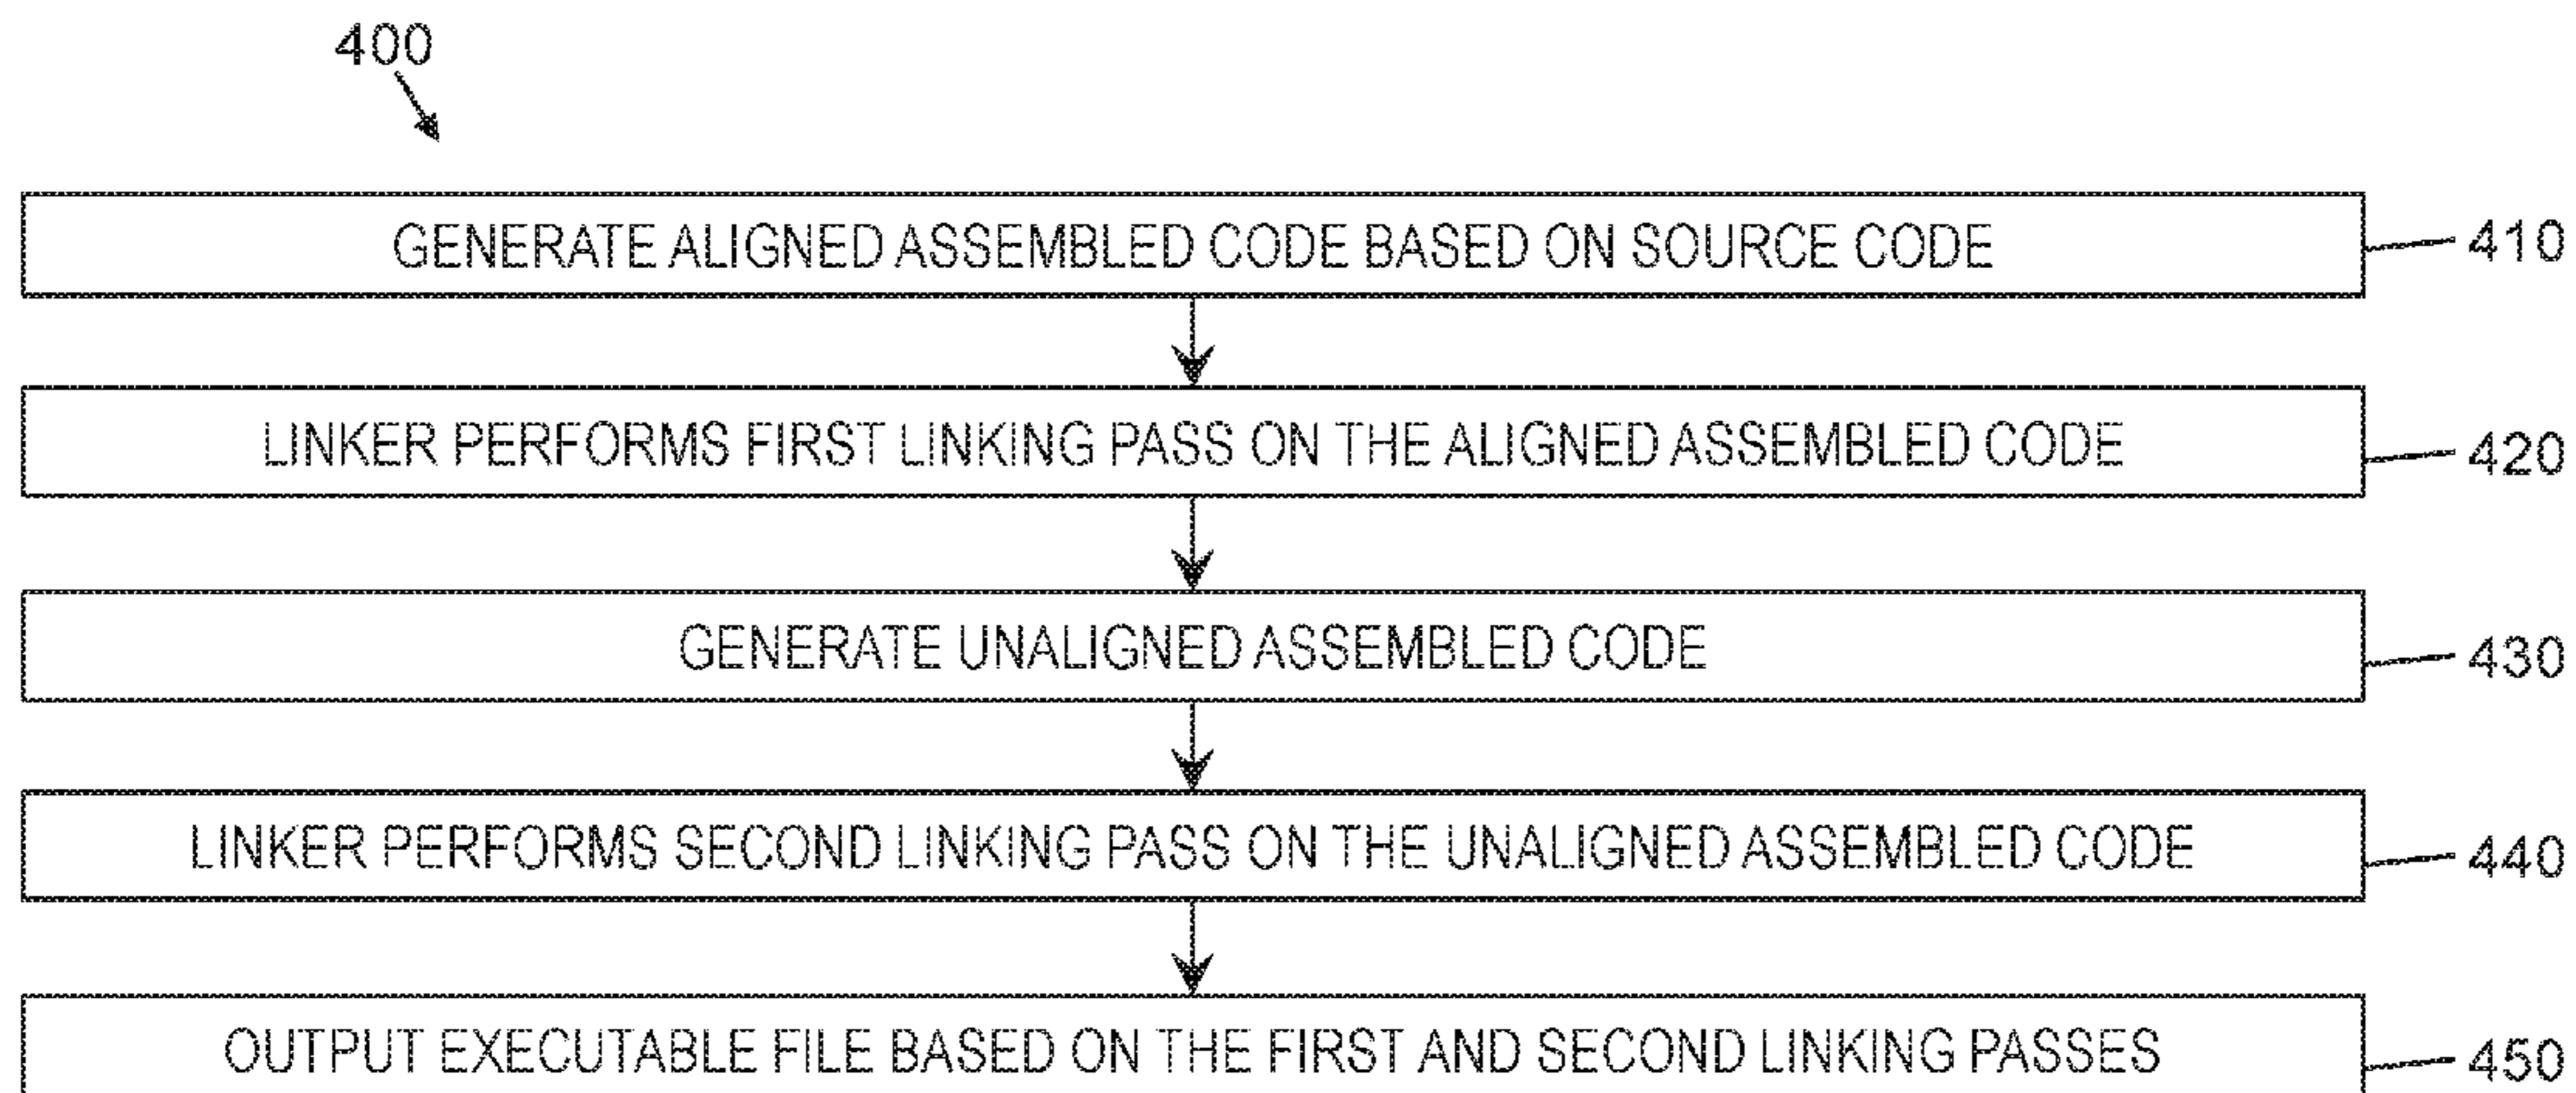 400
GENERATE ALIGNED ASSEMBLED CODE BASED ON SOURCE CODE
410
LINKER PERFORMS FIRST LINKING PASS ON THE ALIGNED ASSEMBLED CODE
420
GENERATE UNALIGNED ASSEMBLED CODE
430
LINKER PERFORMS SECOND LINKING PASS ON THE UNALIGNED ASSEMBLED CODE
440
OUTPUT EXECUTABLE FILE BASED ON THE FIRST AND SECOND LINKING PASSES
450